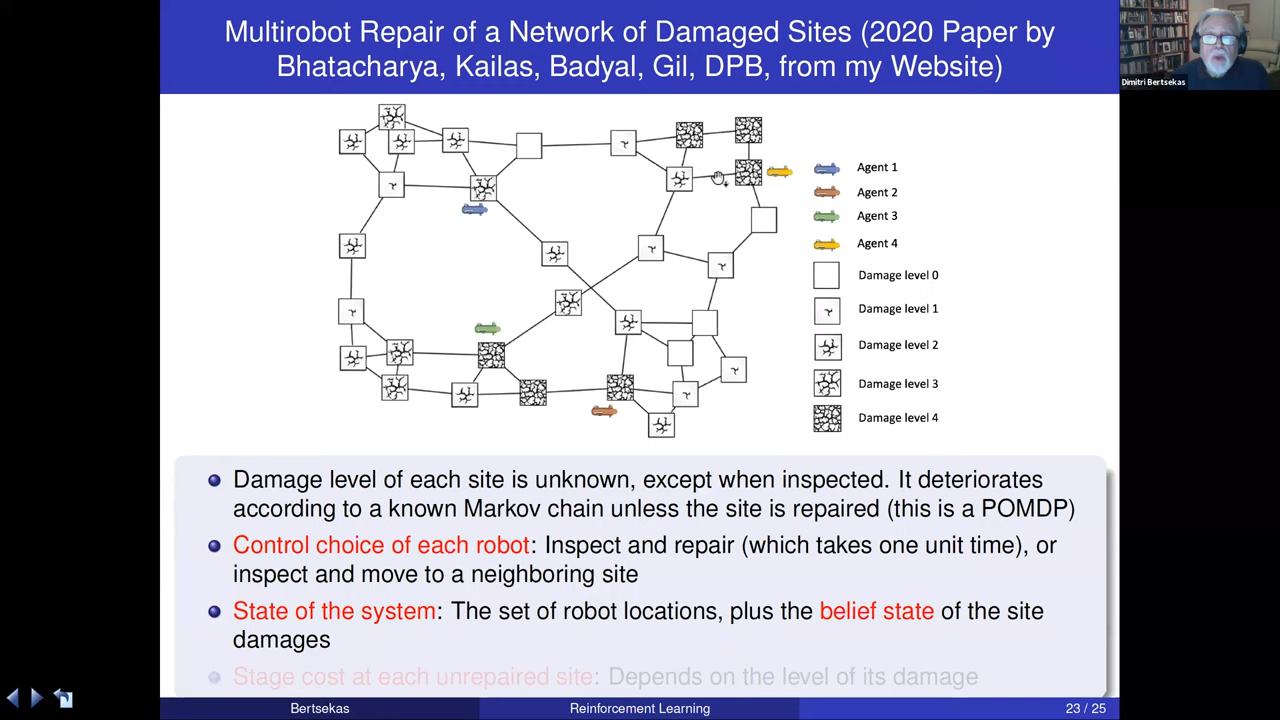 Multirobot Repair of a Network of Damaged Sites (2020 Paper by
Bhatacharya, Kailas, Badyal, Gil, DPB, from my Website)
Dimitri Bertsekas
Agent 1
Agent 2
Agent 3
Agent 4
Damage level 0
Damage level 1
Damage level 2
Damage level 3
Damage level 4
Damage level of each site is unknown, except when inspected. It deteriorates
according to a known Markov chain unless the site is repaired (this is a POMDP)
Control choice of each robot: Inspect and repair (which takes one unit time), or
inspect and move to a neighboring site
State of the system: The set of robot locations, plus the belief state of the site
damages
Stage cost at each unrepaired site: Depends on the level of its damage
Bertsekas
Reinforcement Learning
23 / 25